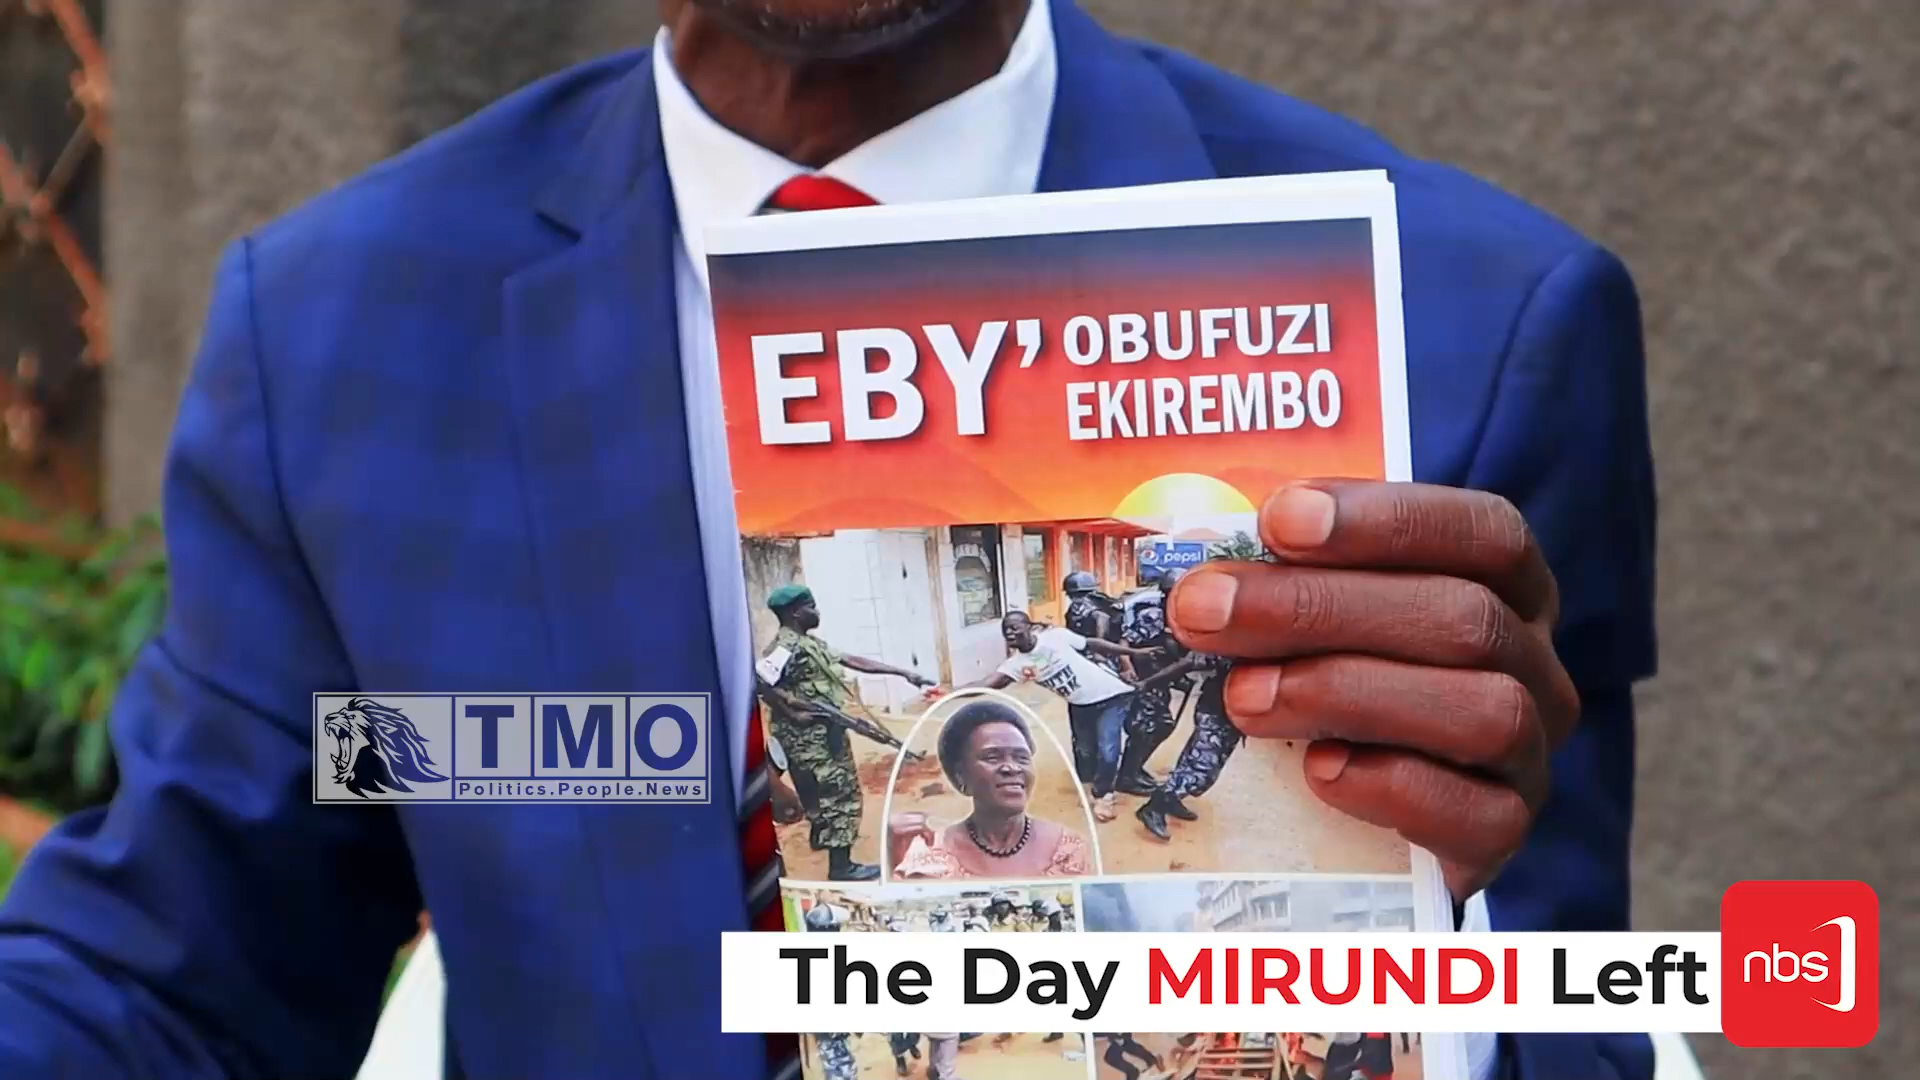 EBY' OBUFUZI
EKIREMBO
pepsi
TMO
Politics.People.News
The Day MIRUNDI Left
nbs